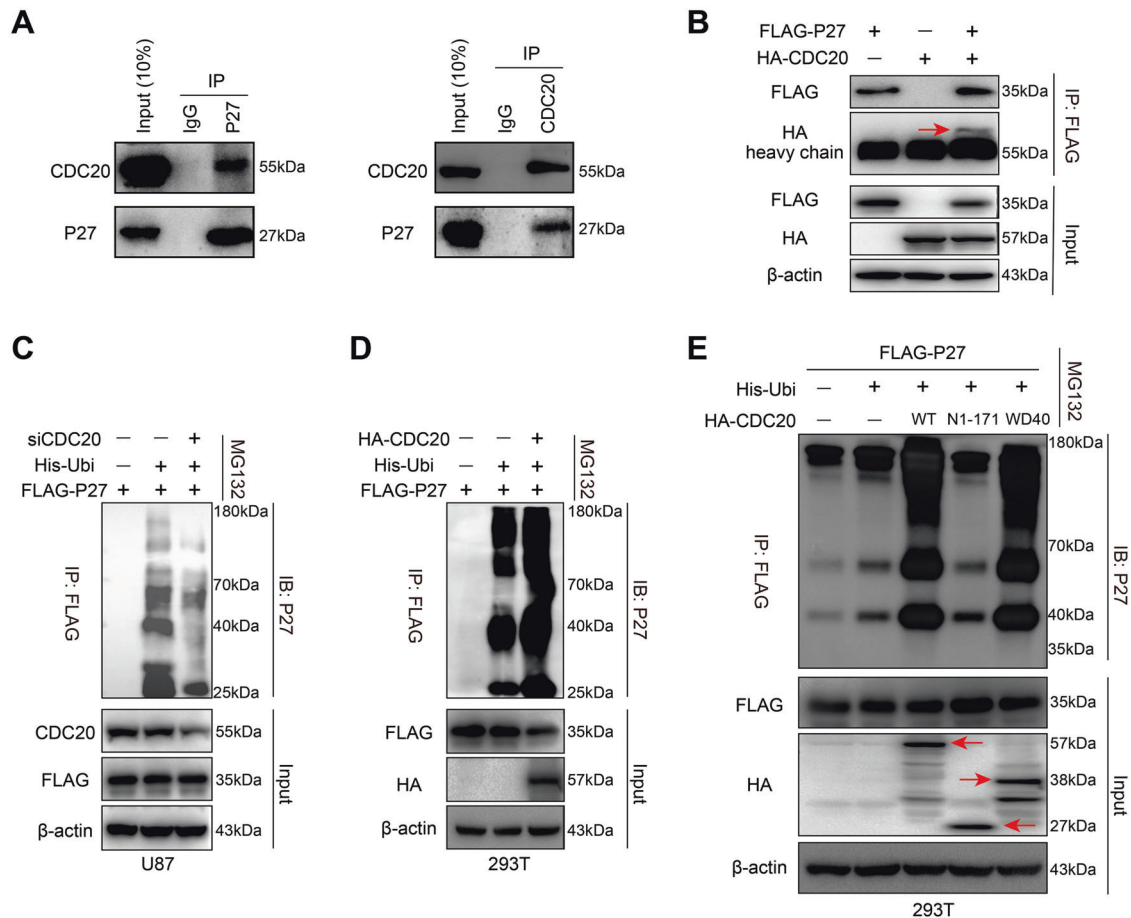 A
Input (10%)
IP
IgG
P27
CDC20
55kDa
P27
27kDa
Input (10%)
IP
IgG
CDC20
CDC20
55kDa
P27
27kDa
B
FLAG-P27 + — +
HA-CDC20 — + +
FLAG 35kDa
HA
heavy chain 55kDa
IP: FLAG
FLAG 35kDa
HA 57kDa
β-actin 43kDa
Input
C
siCDC20 — — +
His-Ubi — + +
FLAG-P27 + + +
MG132
180kDa
70kDa
40kDa
25kDa
IP: FLAG
IB: P27
CDC20 55kDa
FLAG 35kDa
β-actin 43kDa
Input
U87
D
HA-CDC20 — — +
His-Ubi — + +
FLAG-P27 + + +
MG132
180kDa
70kDa
40kDa
25kDa
IP: FLAG
IB: P27
FLAG 35kDa
HA 57kDa
β-actin 43kDa
Input
293T
E
FLAG-P27
His-Ubi — + + + +
HA-CDC20 — — WT N1-171 WD40
MG132
180kDa
70kDa
40kDa
35kDa
IP: FLAG
IB: P27
FLAG 35kDa
HA
57kDa
38kDa
27kDa
β-actin 43kDa
Input
293T